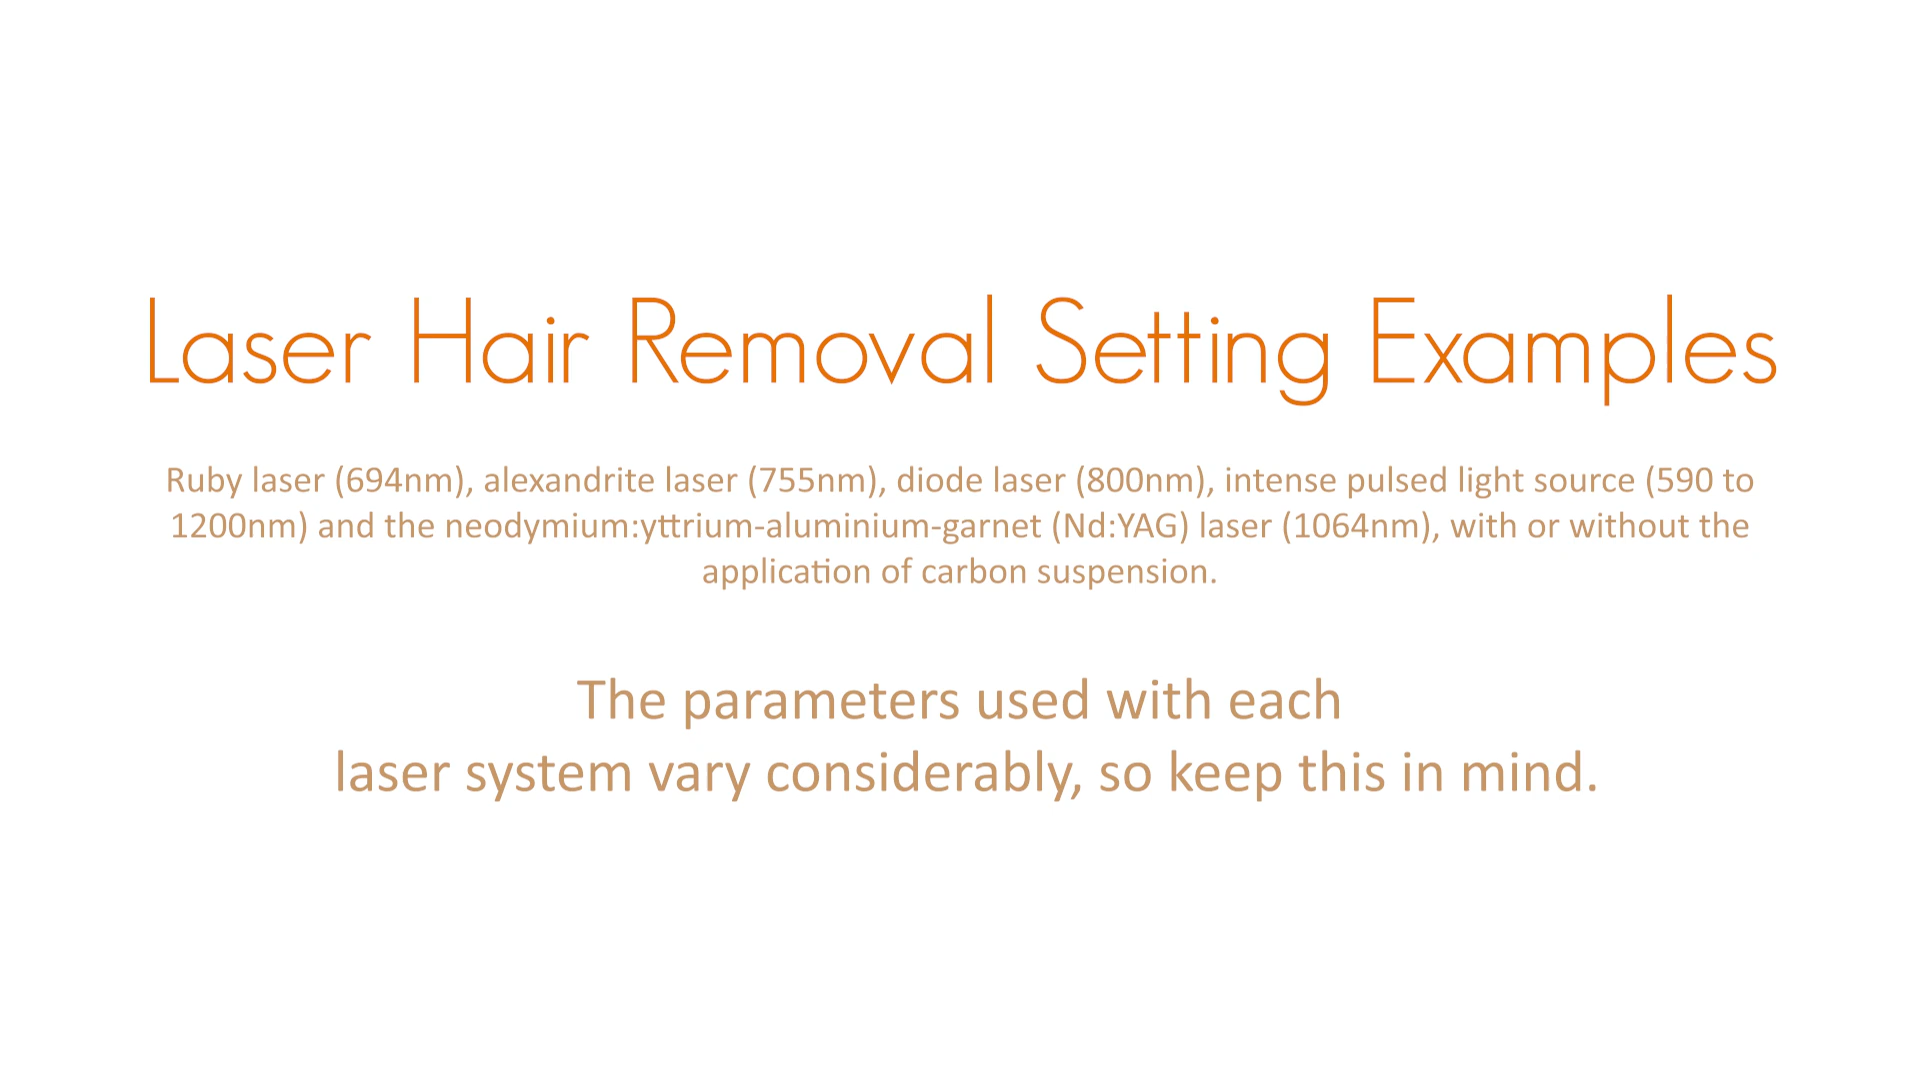 Laser Hair Removal Setting Examples
Ruby laser (694nm), alexandrite laser (755nm), diode laser (800nm), intense pulsed light source (590 to
1200nm) and the neodymium:yttrium-aluminium-garnet (Nd:YAG) laser (1064nm), with or without the
application of carbon suspension.
The parameters used with each
laser system vary considerably, so keep this in mind.